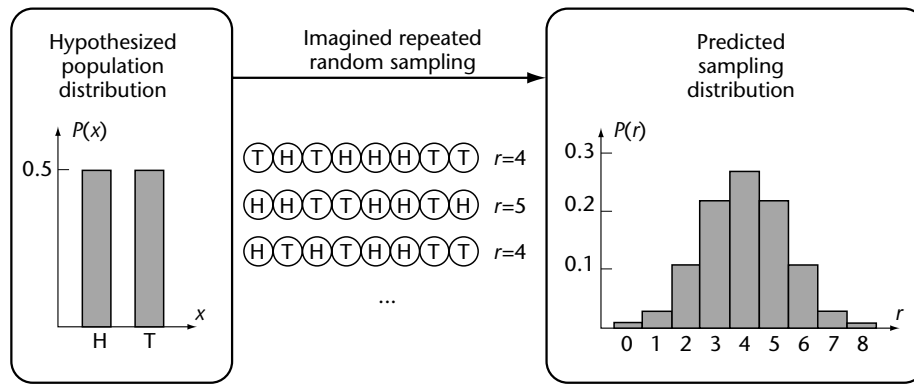 Hypothesized
population
distribution
P(x)
0.5
H T
x
Imagined repeated
random sampling
T H T H H H T T r=4
H H T T H H T H r=5
H T H T H H T T r=4
...
Predicted
sampling
distribution
P(r)
0.3
0.2
0.1
r
0 1 2 3 4 5 6 7 8